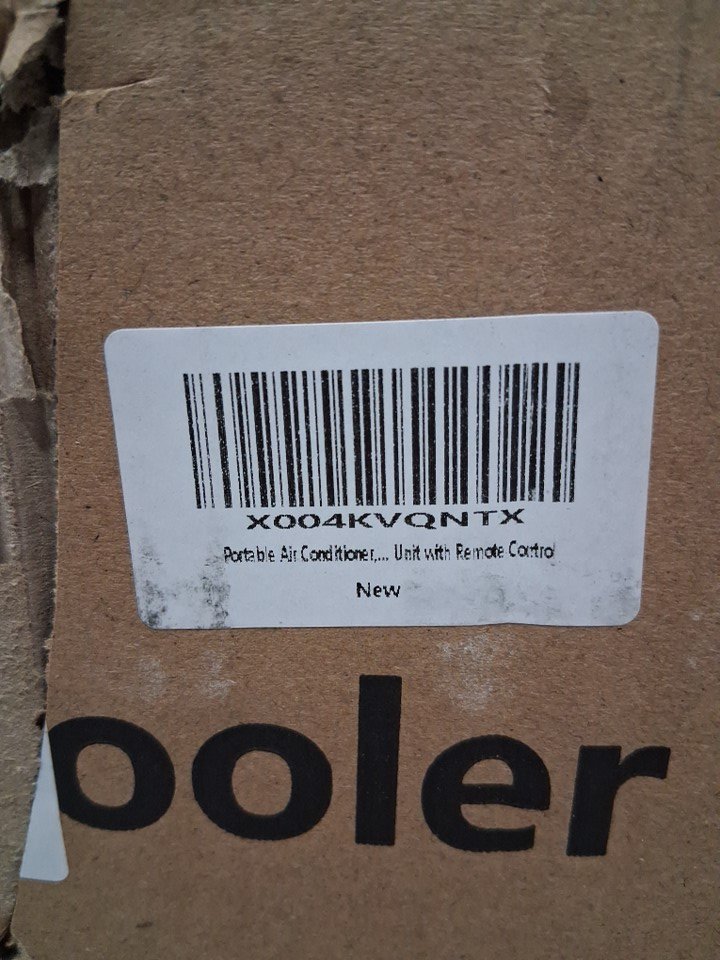 X004KVQNTX
Portable Air Conditioner,... Unit with Remote Control
New
ooler